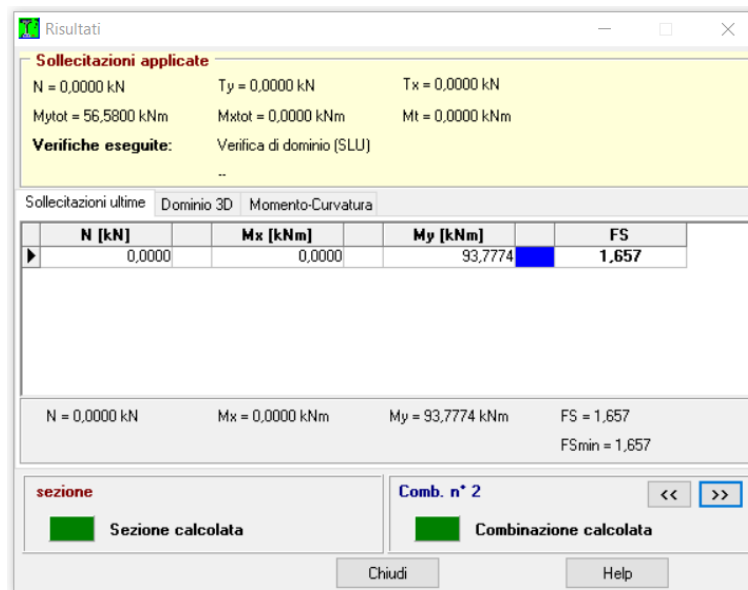 Risultati
Sollecitazioni applicate
N = 0,0000 kN Ty = 0,0000 kN Tx = 0,0000 kN
Mytot = 56,5800 kNm Mxtot = 0,0000 kNm Mt = 0,0000 kNm
Verifiche eseguite: Verifica di dominio (SLU)
--
Sollecitazioni ultime Dominio 3D Momento-Curvatura
N [kN] Mx [kNm] My [kNm] FS
0,0000 0,0000 93,7774 1,657
N = 0,0000 kN Mx = 0,0000 kNm My = 93,7774 kNm FS = 1,657
FSmin = 1,657
sezione Comb. n° 2 << >>
Sezione calcolata Combinazione calcolata
Chiudi Help